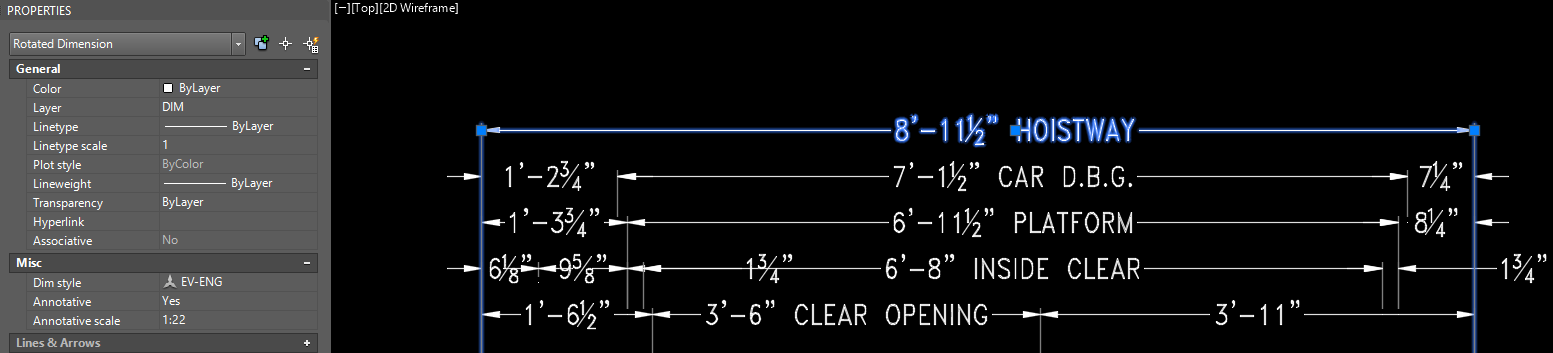 PROPERTIES
Rotated Dimension
General
Color ByLayer
Layer DIM
Linetype ByLayer
Linetype scale 1
Plot style ByColor
Lineweight ByLayer
Transparency ByLayer
Hyperlink
Associative No
Misc
Dim style EV-ENG
Annotative Yes
Annotative scale 1:22
Lines & Arrows
[−][Top][2D Wireframe]
8'-11½" HOISTWAY
1'-2¾" 7'-1½" CAR D.B.G. 7¼"
1'-3¾" 6'-11½" PLATFORM 8¼"
6⅛" 9⅝" 1¾" 6'-8" INSIDE CLEAR 1¾"
1'-6½" 3'-6" CLEAR OPENING 3'-11"